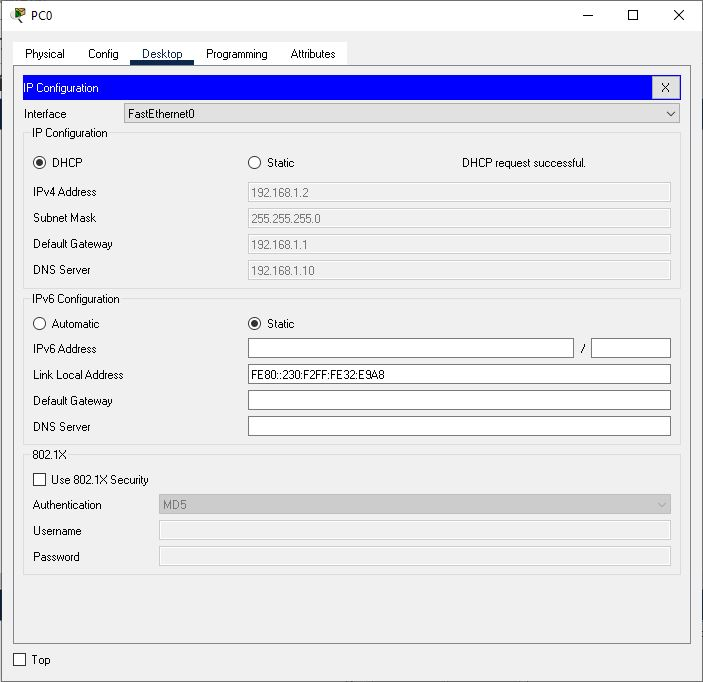 PC0
Physical Config Desktop Programming Attributes
IP Configuration X
Interface FastEthernet0
IP Configuration
DHCP Static DHCP request successful.
IPv4 Address 192.168.1.2
Subnet Mask 255.255.255.0
Default Gateway 192.168.1.1
DNS Server 192.168.1.10
IPv6 Configuration
Automatic Static
IPv6 Address /
Link Local Address FE80::230:F2FF:FE32:E9A8
Default Gateway
DNS Server
802.1X
Use 802.1X Security
Authentication MD5
Username
Password
Top